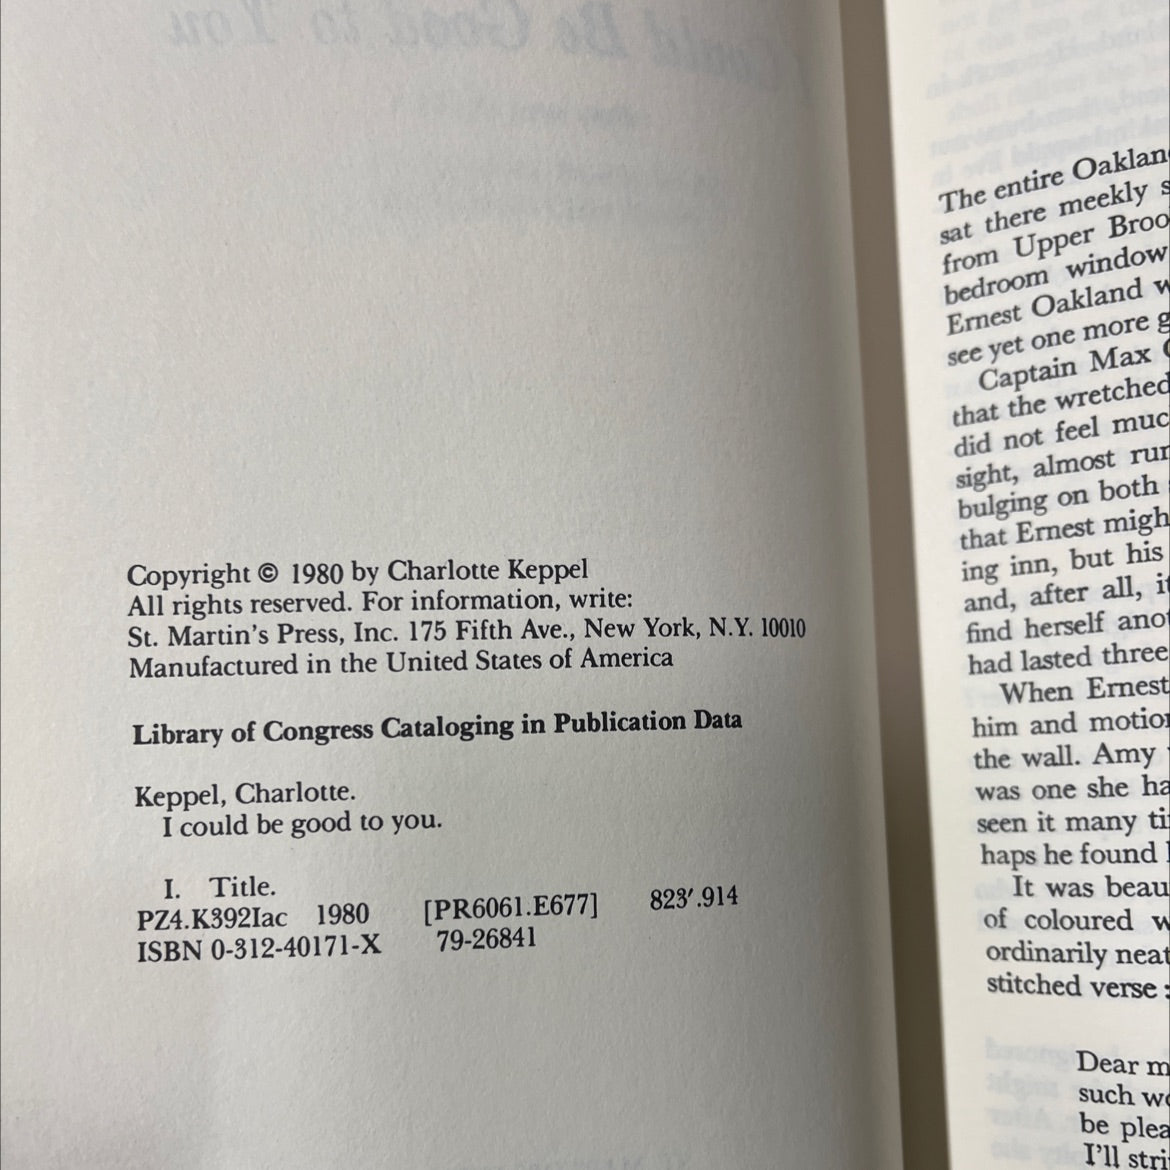 Copyright © 1980 by Charlotte Keppel
All rights reserved. For information, write:
St. Martin's Press, Inc. 175 Fifth Ave., New York, N.Y. 10010
Manufactured in the United States of America
Library of Congress Cataloging in Publication Data
Keppel, Charlotte.
I could be good to you.
I. Title.
PZ4.K392Iac 1980 [PR6061.E677] 823′.914
ISBN 0-312-40171-X 79-26841
The entire Oaklan
sat there meekly s
from Upper Broo
bedroom window
Ernest Oakland w
see yet one more g
Captain Max
that the wretched
did not feel muc
sight, almost run
bulging on both
that Ernest migh
ing inn, but his
and, after all, it
find herself ano
had lasted three
When Ernest
him and motion
the wall. Amy
was one she ha
seen it many ti
haps he found
It was beau
of coloured w
ordinarily neat
stitched verse:
Dear m
such wo
be plea
I'll stri